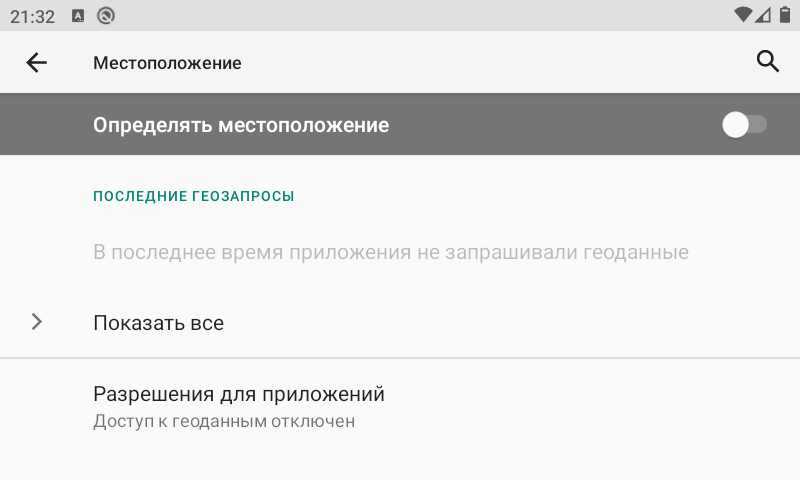 21:32
Местоположение
Определять местоположение
ПОСЛЕДНИЕ ГЕОЗАПРОСЫ
В последнее время приложения не запрашивали геоданные
Показать все
Разрешения для приложений
Доступ к геоданным отключен